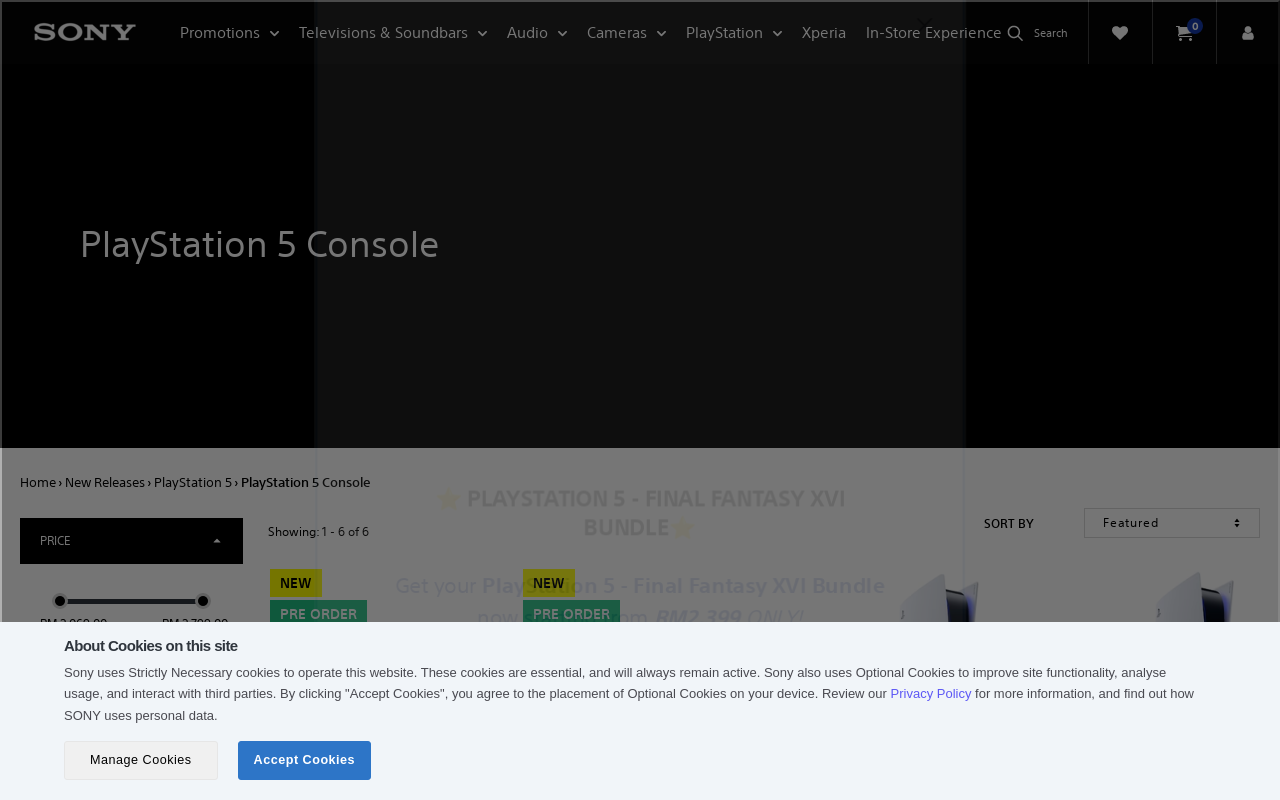 SONY
Promotions Televisions & Soundbars Audio Cameras PlayStation Xperia In-Store Experience Search 0
PlayStation 5 Console
Home › New Releases › PlayStation 5 › PlayStation 5 Console
⭐ PLAYSTATION 5 - FINAL FANTASY XVI
BUNDLE⭐
PRICE
Showing: 1 - 6 of 6
SORT BY
Featured
NEW
NEW
Get your PlayStation 5 - Final Fantasy XVI Bundle
PRE ORDER
PRE ORDER
RM2,399 ONLY!
About Cookies on this site
Sony uses Strictly Necessary cookies to operate this website. These cookies are essential, and will always remain active. Sony also uses Optional Cookies to improve site functionality, analyse
usage, and interact with third parties. By clicking "Accept Cookies", you agree to the placement of Optional Cookies on your device. Review our Privacy Policy for more information, and find out how
SONY uses personal data.
Manage Cookies
Accept Cookies